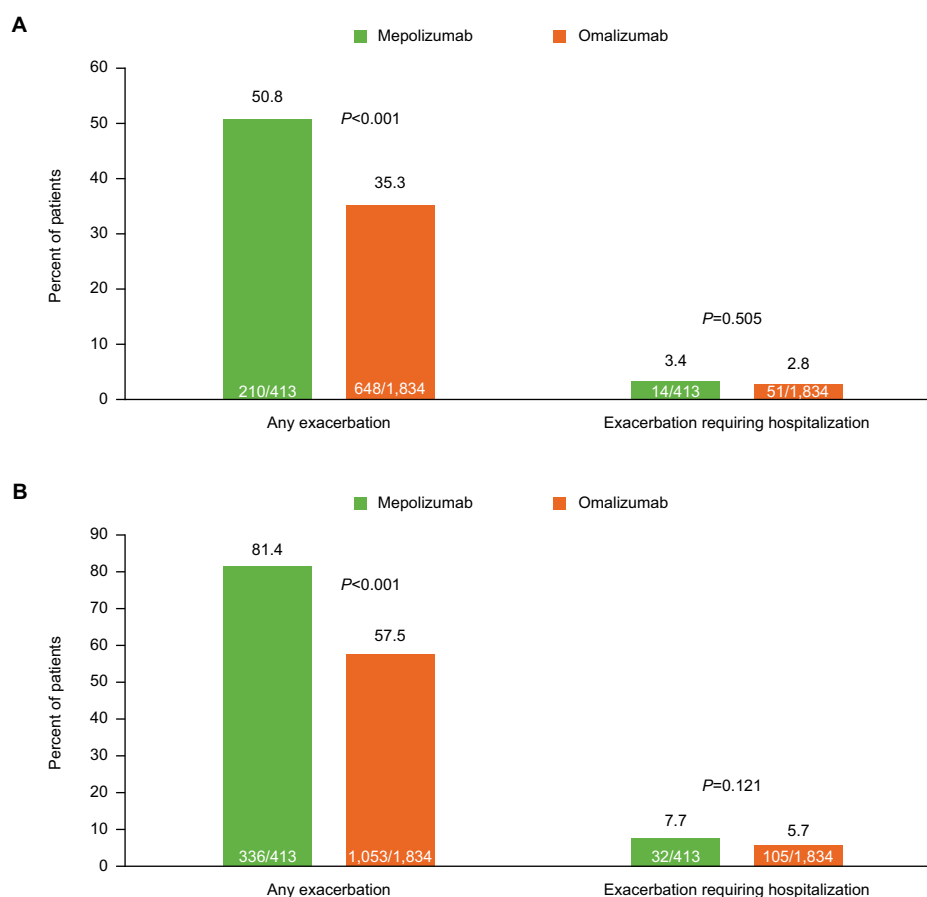 A
Mepolizumab Omalizumab
Percent of patients
60
50
40
30
20
10
0
50.8
P<0.001
35.3
P=0.505
3.4 2.8
210/413 648/1,834 14/413 51/1,834
Any exacerbation Exacerbation requiring hospitalization
B
Mepolizumab Omalizumab
Percent of patients
90
80
70
60
50
40
30
20
10
0
81.4
P<0.001
57.5
P=0.121
7.7 5.7
336/413 1,053/1,834 32/413 105/1,834
Any exacerbation Exacerbation requiring hospitalization